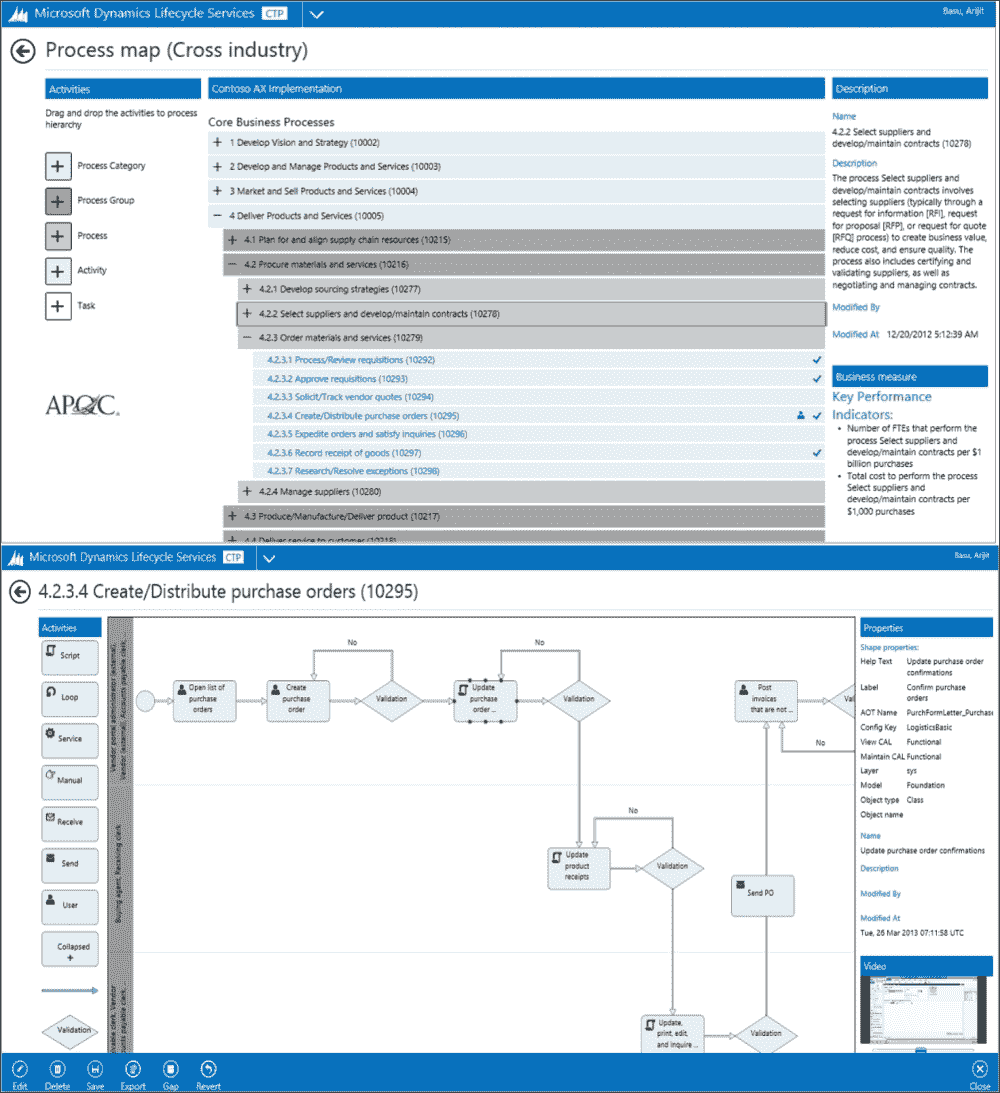 Microsoft Dynamics Lifecycle Services CTP
Basu, Arijit
Process map (Cross industry)
Activities
Drag and drop the activities to process
hierarchy
Process Category
Process Group
Process
Activity
Task
APQC
Contoso AX Implementation
Core Business Processes
1 Develop Vision and Strategy (10002)
2 Develop and Manage Products and Services (10003)
3 Market and Sell Products and Services (10004)
4 Deliver Products and Services (10005)
4.1 Plan for and align supply chain resources (10215)
4.2 Procure materials and services (10216)
4.2.1 Develop sourcing strategies (10277)
4.2.2 Select suppliers and develop/maintain contracts (10278)
4.2.3 Order materials and services (10279)
4.2.3.1 Process/Review requisitions (10292)
4.2.3.2 Approve requisitions (10293)
4.2.3.3 Solicit/Track vendor quotes (10294)
4.2.3.4 Create/Distribute purchase orders (10295)
4.2.3.5 Expedite orders and satisfy inquiries (10296)
4.2.3.6 Record receipt of goods (10297)
4.2.3.7 Research/Resolve exceptions (10298)
4.2.4 Manage suppliers (10280)
4.3 Produce/Manufacture/Deliver product (10217)
4.4 Deliver service to customer (10218)
Description
Name
4.2.2 Select suppliers and
develop/maintain contracts (10278)
Description
The process Select suppliers and
develop/maintain contracts involves
selecting suppliers (typically through a
request for information [RFI], request
for proposal [RFP], or request for quote
[RFQ] process) to create business value,
reduce cost, and ensure quality. The
process also includes certifying and
validating suppliers, as well as
negotiating and managing contracts.
Modified By
Modified At 12/20/2012 5:12:39 AM
Business measure
Key Performance
Indicators:
• Number of FTEs that perform the
process Select suppliers and
develop/maintain contracts per $1
billion purchases
• Total cost to perform the process
Select suppliers and
develop/maintain contracts per
$1,000 purchases
Microsoft Dynamics Lifecycle Services CTP
Basu, Arijit
4.2.3.4 Create/Distribute purchase orders (10295)
Activities
Script
Loop
Service
Manual
Receive
Send
User
Collapsed
+
Validation
Vendor portal administrators (external),
Vendor (external), Accounts payable clerk,
Buying agent, Receiving clerk
Open list of
purchase
orders
Create
purchase
order
No
Validation
Update
purchase
order ...
No
Validation
Post
invoices
that are not ...
No
Update
product
receipts
No
Validation
Send PO
Update,
print, edit,
and inquire ...
Validation
Properties
Shape properties:
Help Text Update purchase order
confirmations
Label Confirm purchase
orders
AOT Name PurchFormLetter_Purchase
Config Key LogisticsBasic
View CAL Functional
Maintain CAL Functional
Layer sys
Model Foundation
Object type Class
Object name
Name
Update purchase order confirmations
Description
Modified By
Modified At
Tue, 26 Mar 2013 07:11:58 UTC
Video
Edit
Delete
Save
Export
Gap
Revert
Close